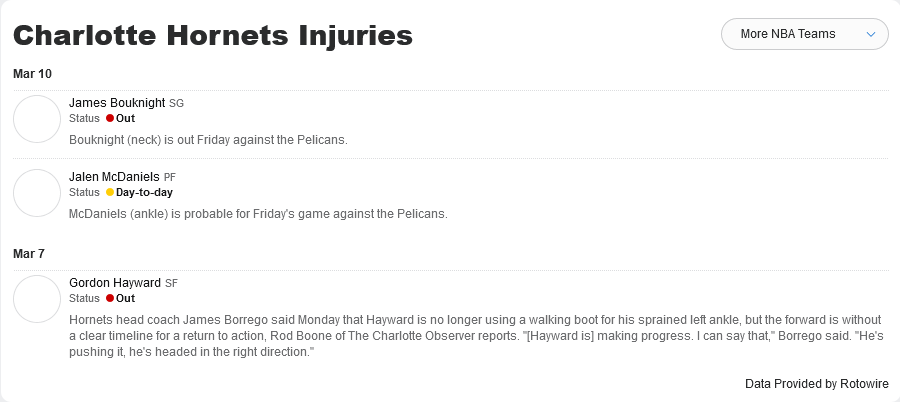 Charlotte Hornets Injuries
More NBA Teams
Mar 10
James Bouknight SG
Status Out
Bouknight (neck) is out Friday against the Pelicans.
Jalen McDaniels PF
Status Day-to-day
McDaniels (ankle) is probable for Friday's game against the Pelicans.
Mar 7
Gordon Hayward SF
Status Out
Hornets head coach James Borrego said Monday that Hayward is no longer using a walking boot for his sprained left ankle, but the forward is without
a clear timeline for a return to action, Rod Boone of The Charlotte Observer reports. "[Hayward is] making progress. I can say that," Borrego said. "He's
pushing it, he's headed in the right direction."
Data Provided by Rotowire